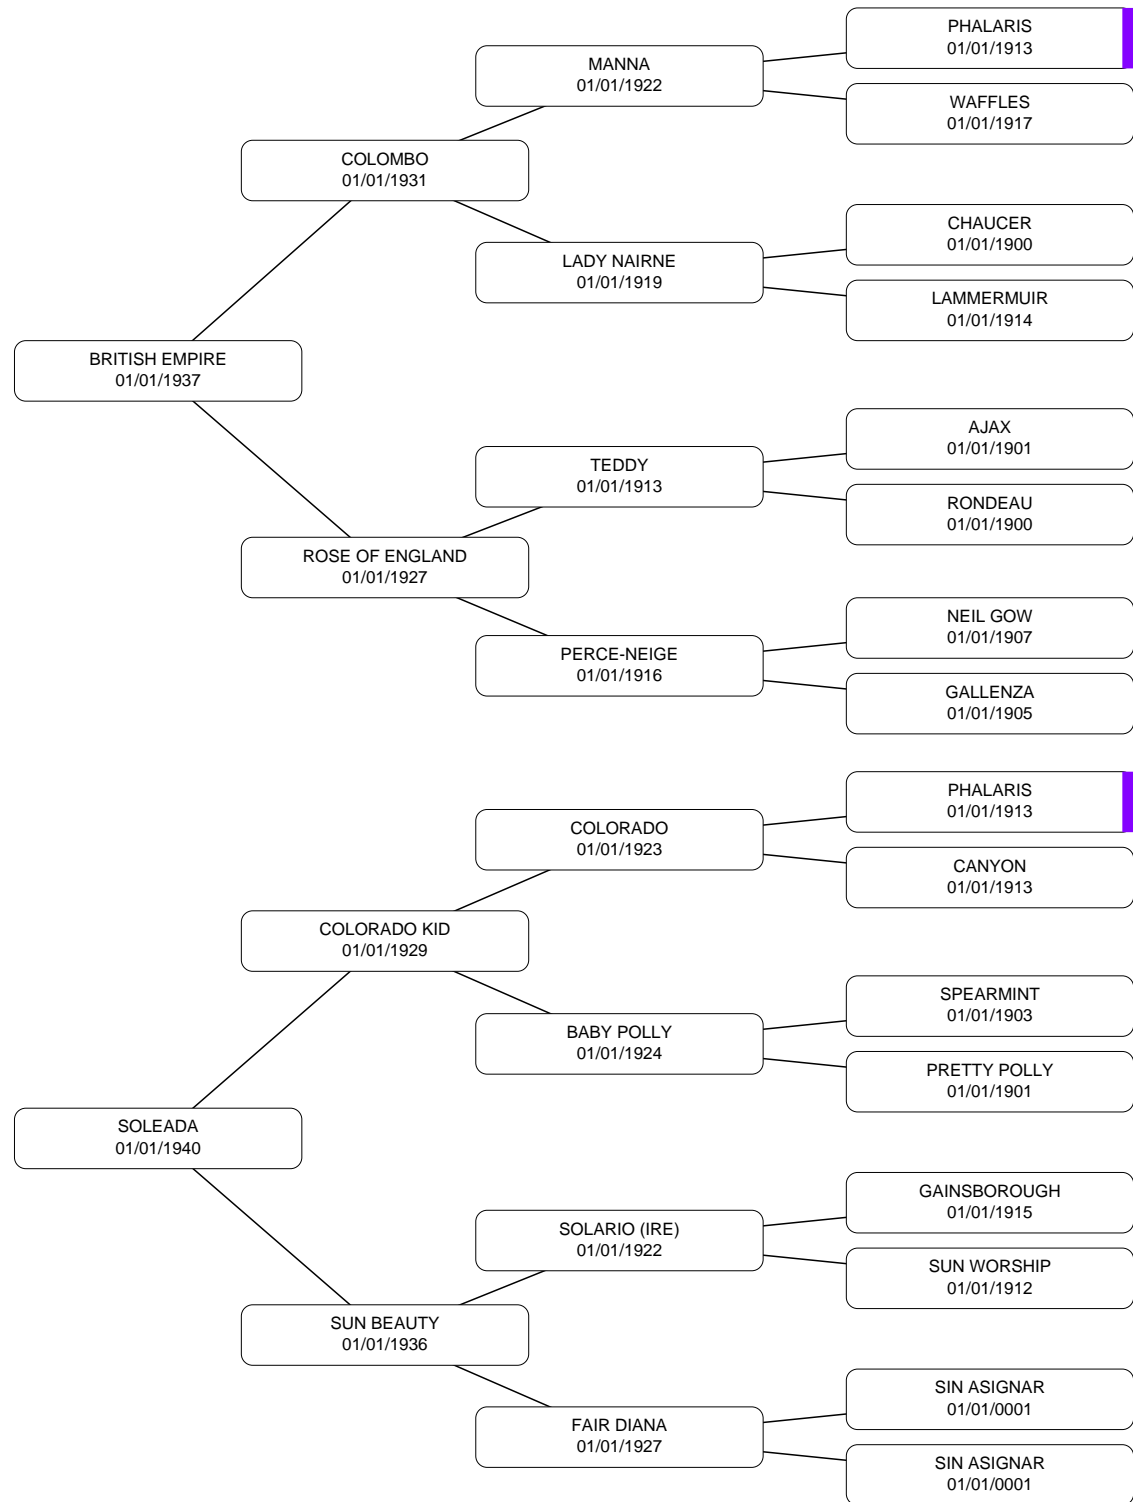 PHALARIS
01/01/1913
MANNA
01/01/1922
WAFFLES
01/01/1917
COLOMBO
01/01/1931
CHAUCER
01/01/1900
LADY NAIRNE
01/01/1919
LAMMERMUIR
01/01/1914
BRITISH EMPIRE
01/01/1937
AJAX
01/01/1901
TEDDY
01/01/1913
RONDEAU
01/01/1900
ROSE OF ENGLAND
01/01/1927
NEIL GOW
01/01/1907
PERCE-NEIGE
01/01/1916
GALLENZA
01/01/1905
PHALARIS
01/01/1913
COLORADO
01/01/1923
CANYON
01/01/1913
COLORADO KID
01/01/1929
SPEARMINT
01/01/1903
BABY POLLY
01/01/1924
PRETTY POLLY
01/01/1901
SOLEADA
01/01/1940
GAINSBOROUGH
01/01/1915
SOLARIO (IRE)
01/01/1922
SUN WORSHIP
01/01/1912
SUN BEAUTY
01/01/1936
SIN ASIGNAR
01/01/0001
FAIR DIANA
01/01/1927
SIN ASIGNAR
01/01/0001